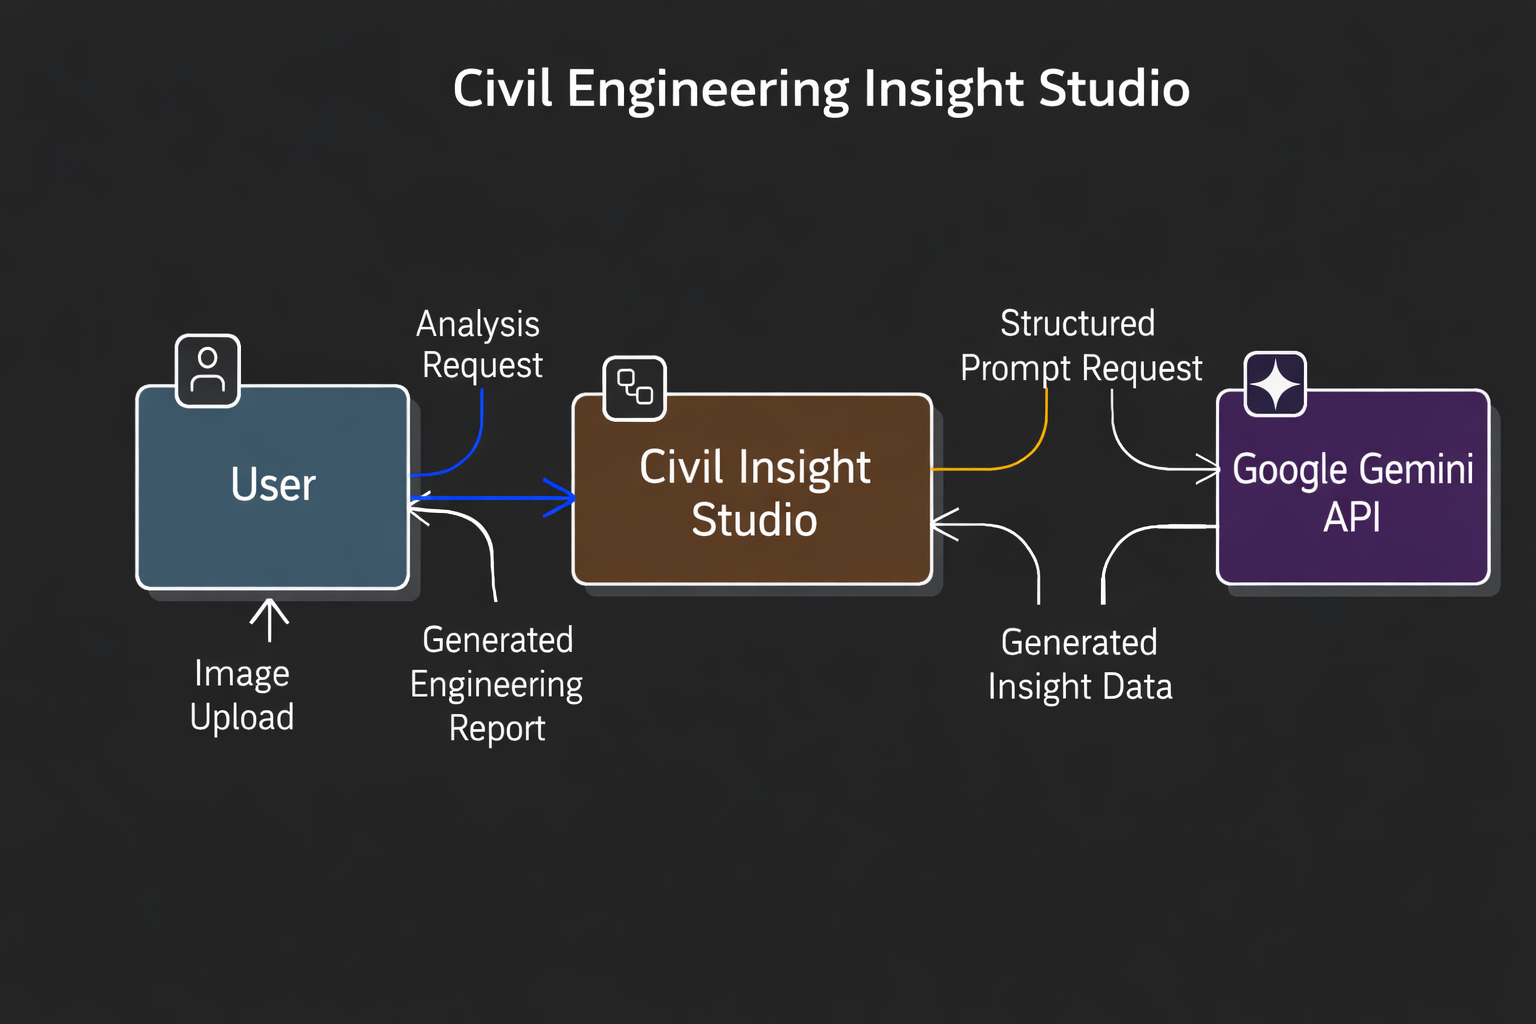 Civil Engineering Insight Studio
Analysis
Request
Structured
Prompt Request
User
Civil Insight
Studio
Google Gemini
API
Image
Upload
Generated
Engineering
Report
Generated
Insight Data